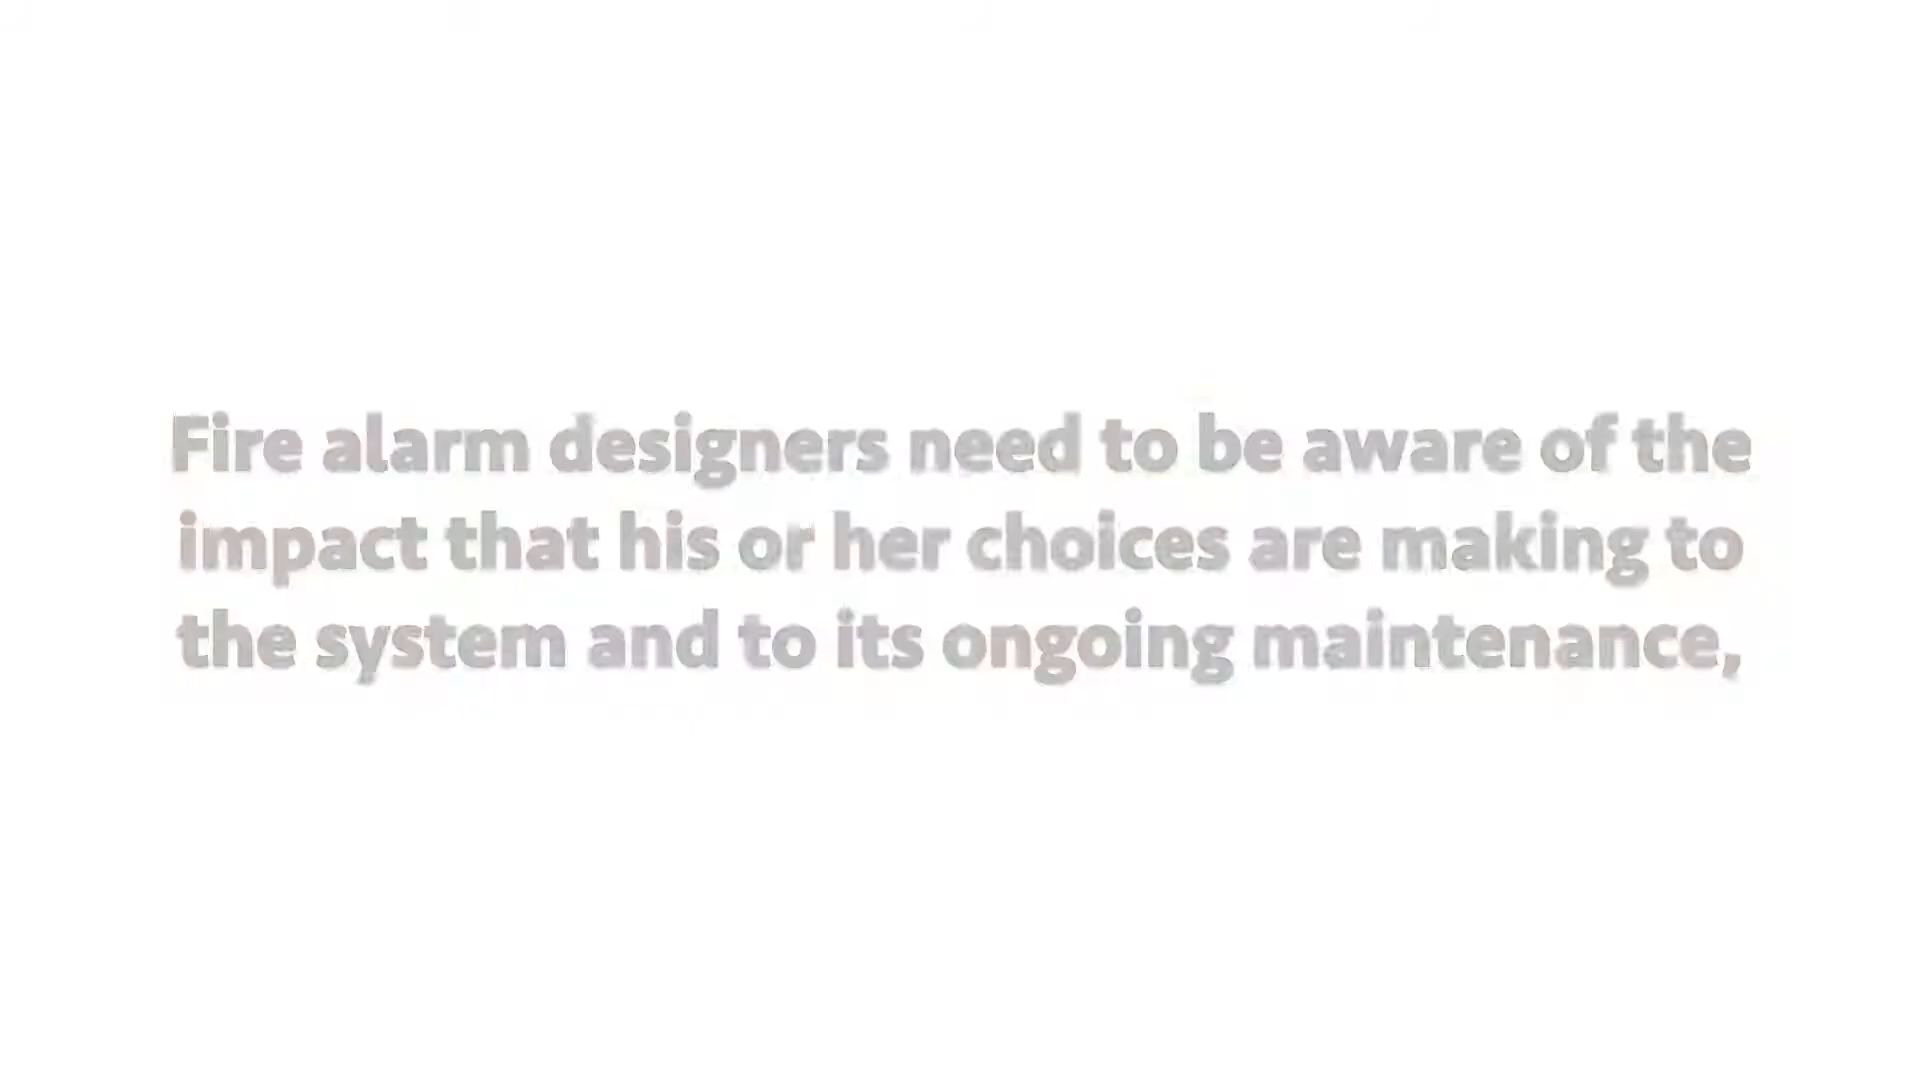 Fire alarm designers need to be aware of the
impact that his or her choices are making to
the system and to its ongoing maintenance,